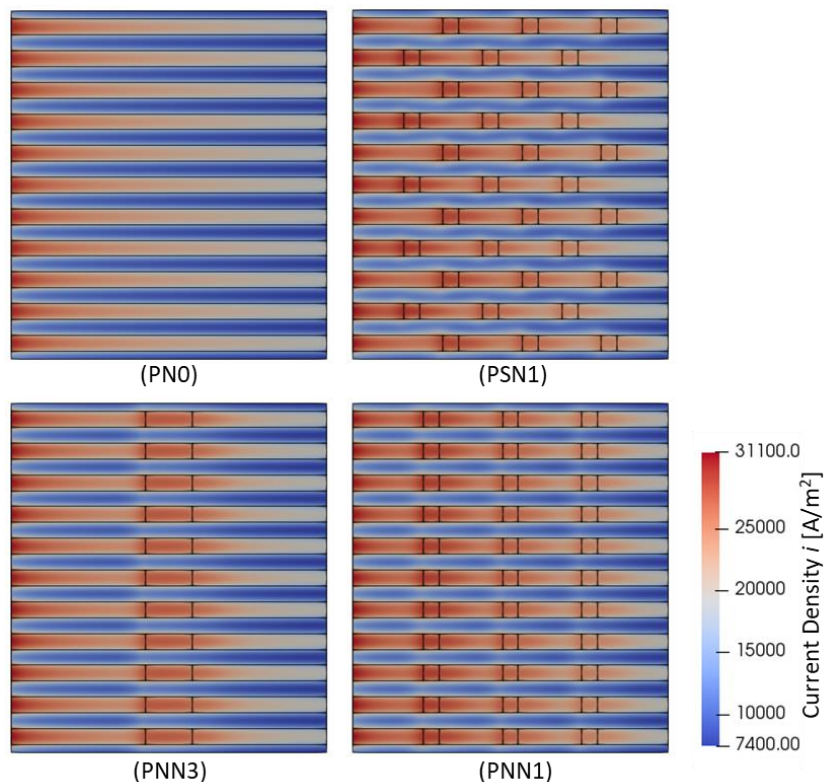 (PN0)
(PSN1)
(PNN3)
(PNN1)
31100.0
25000
20000
15000
10000
7400.00
Current Density i [A/m²]